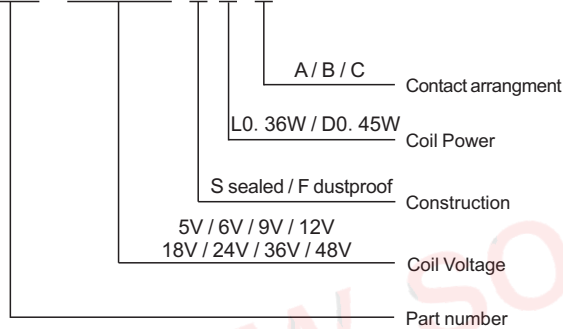 A / B / C
Contact arrangment
L0. 36W / D0. 45W
Coil Power
S sealed / F dustproof
Construction
5V / 6V / 9V / 12V
18V / 24V / 36V / 48V
Coil Voltage
Part number
W SO